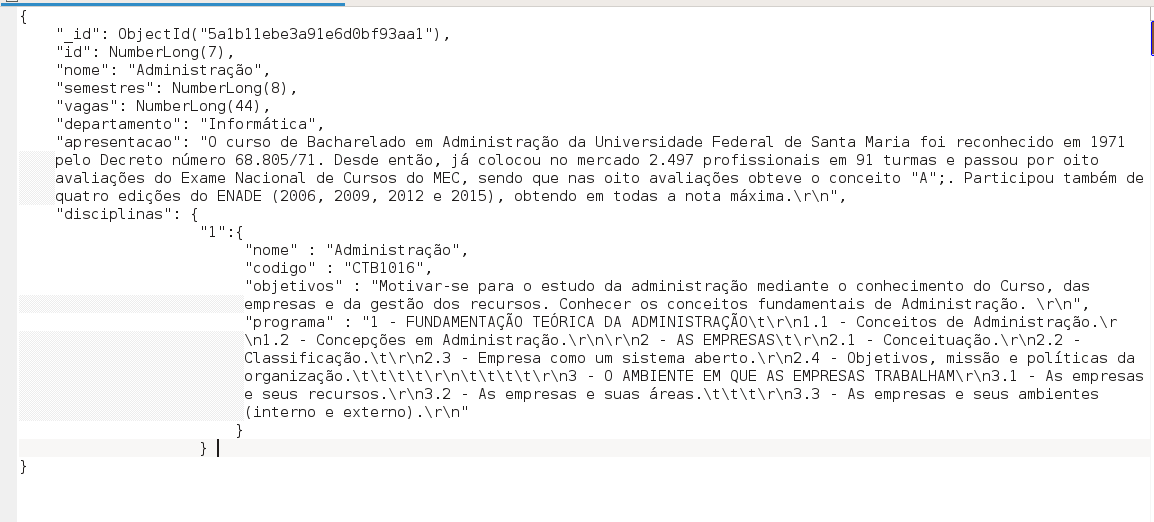 {
"_id": ObjectId("5a1b11ebe3a91e6d0bf93aa1"),
"id": NumberLong(7),
"nome": "Administração",
"semestres": NumberLong(8),
"vagas": NumberLong(44),
"departamento": "Informática",
"apresentacao": "O curso de Bacharelado em Administração da Universidade Federal de Santa Maria foi reconhecido em 1971
pelo Decreto número 68.805/71. Desde então, já colocou no mercado 2.497 profissionais em 91 turmas e passou por oito
avaliações do Exame Nacional de Cursos do MEC, sendo que nas oito avaliações obteve o conceito "A";. Participou também de
quatro edições do ENADE (2006, 2009, 2012 e 2015), obtendo em todas a nota máxima.\r\n",
"disciplinas": {
"1":{
"nome" : "Administração",
"codigo" : "CTB1016",
"objetivos" : "Motivar-se para o estudo da administração mediante o conhecimento do Curso, das
empresas e da gestão dos recursos. Conhecer os conceitos fundamentais de Administração. \r\n",
"programa" : "1 - FUNDAMENTAÇÃO TEÓRICA DA ADMINISTRAÇÃO\t\r\n1.1 - Conceitos de Administração.\r
\n1.2 - Concepções em Administração.\r\n\r\n2 - AS EMPRESAS\t\r\n2.1 - Conceituação.\r\n2.2 -
Classificação.\t\r\n2.3 - Empresa como um sistema aberto.\r\n2.4 - Objetivos, missão e políticas da
organização.\t\t\t\t\r\n\t\t\t\t\r\n3 - O AMBIENTE EM QUE AS EMPRESAS TRABALHAM\r\n3.1 - As empresas
e seus recursos.\r\n3.2 - As empresas e suas áreas.\t\t\t\r\n3.3 - As empresas e seus ambientes
(interno e externo).\r\n"
}
}
}